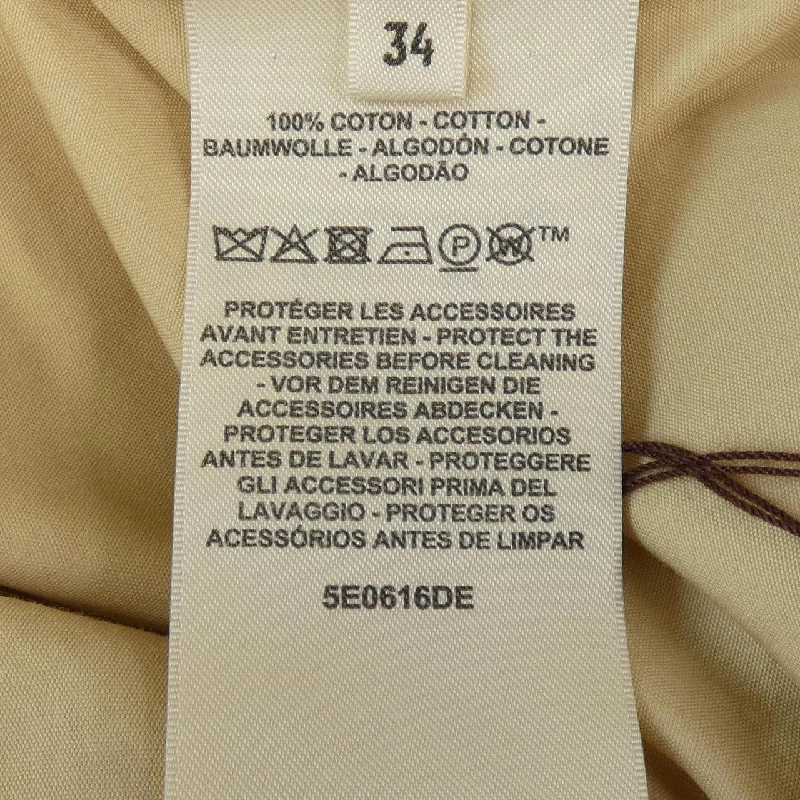 34
100% COTON - COTTON -
BAUMWOLLE - ALGODÓN - COTONE
- ALGODÃO
P W TM
PROTÉGER LES ACCESSOIRES
AVANT ENTRETIEN - PROTECT THE
ACCESSORIES BEFORE CLEANING
- VOR DEM REINIGEN DIE
ACCESSOIRES ABDECKEN -
PROTEGER LOS ACCESORIOS
ANTES DE LAVAR - PROTEGGERE
GLI ACCESSORI PRIMA DEL
LAVAGGIO - PROTEGER OS
ACESSÓRIOS ANTES DE LIMPAR
5E0616DE